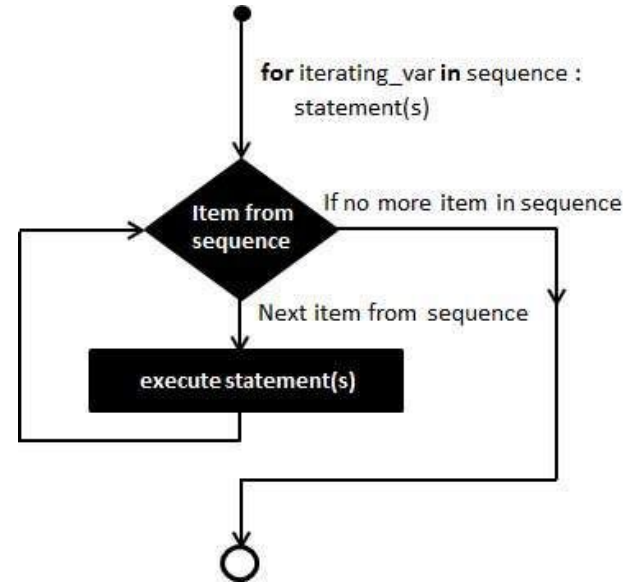 for iterating_var in sequence :
statement(s)
If no more item in sequence
Item from
sequence
Next item from sequence
execute statement(s)